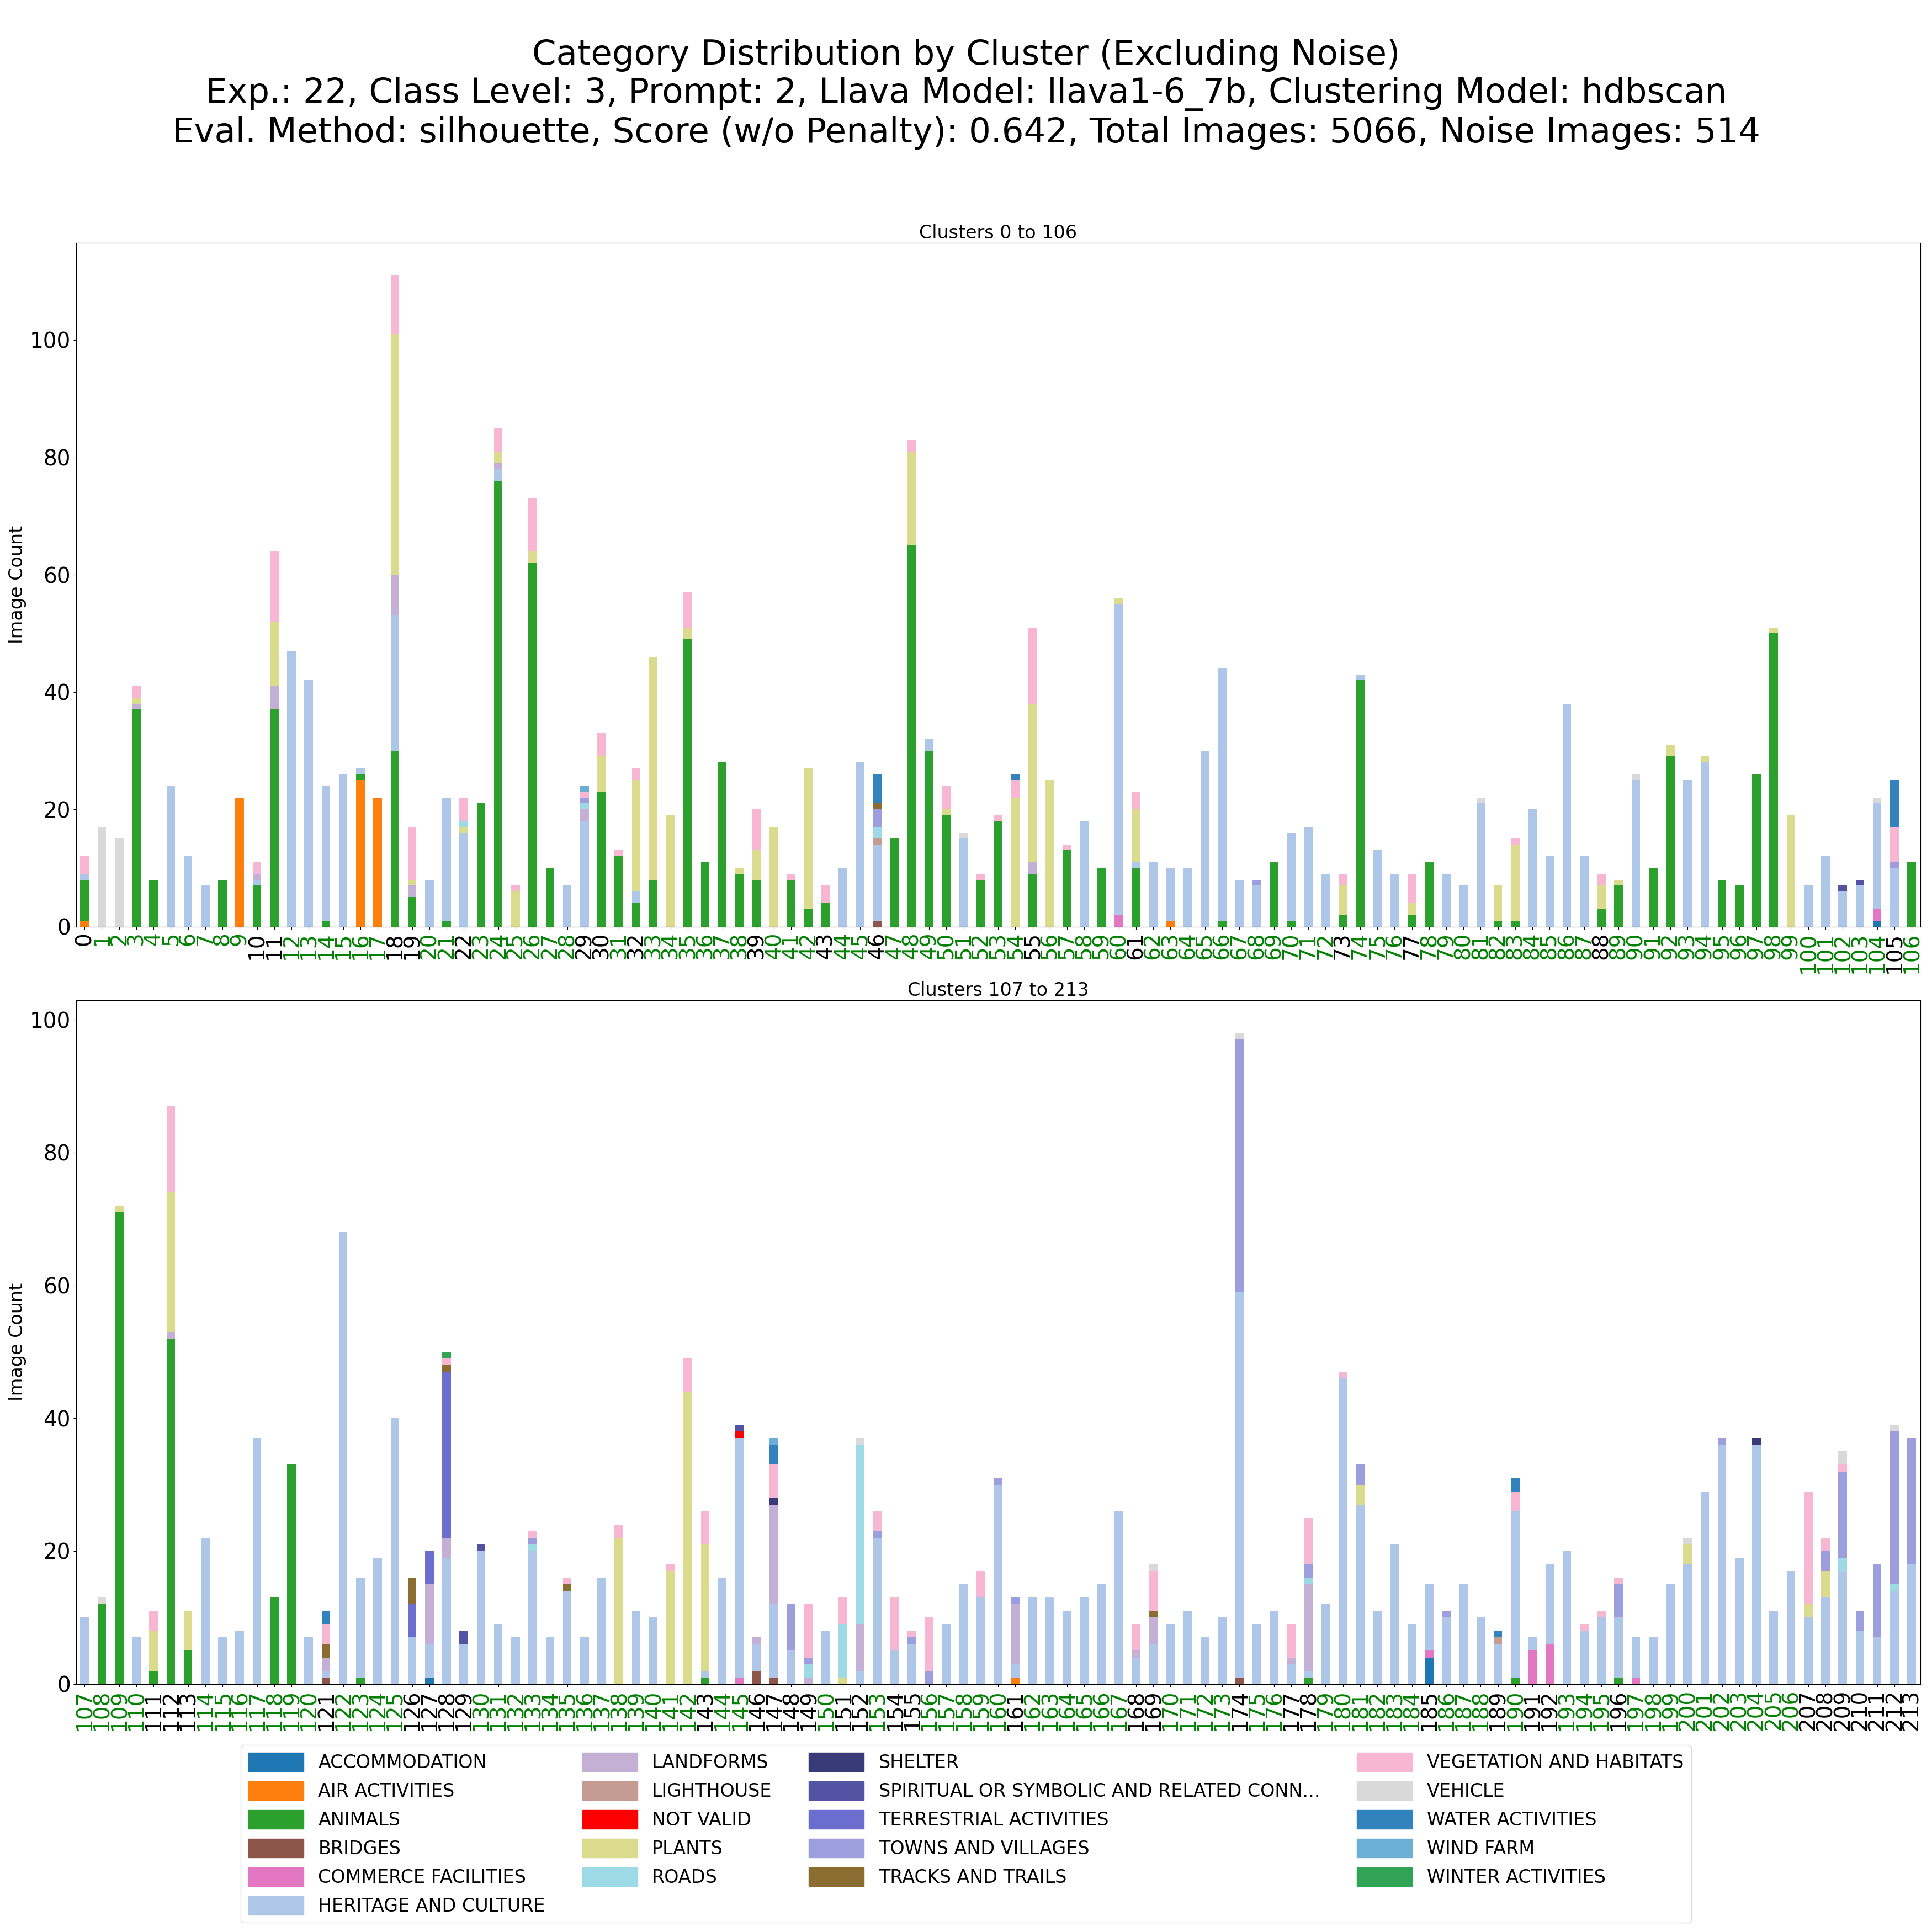 Category Distribution by Cluster (Excluding Noise)
Exp.: 22, Class Level: 3, Prompt: 2, Llava Model: llava1-6_7b, Clustering Model: hdbscan
Eval. Method: silhouette, Score (w/o Penalty): 0.642, Total Images: 5066, Noise Images: 514
Clusters 0 to 106
Image Count
100
80
60
40
20
0
0 1 2 3 4 5 6 7 8 9 10 11 12 13 14 15 16 17 18 19 20 21 22 23 24 25 26 27 28 29 30 31 32 33 34 35 36 37 38 39 40 41 42 43 44 45 46 47 48 49 50 51 52 53 54 55 56 57 58 59 60 61 62 63 64 65 66 67 68 69 70 71 72 73 74 75 76 77 78 79 80 81 82 83 84 85 86 87 88 89 90 91 92 93 94 95 96 97 98 99 100 101 102 103 104 105 106
Clusters 107 to 213
Image Count
100
80
60
40
20
0
107 108 109 110 111 112 113 114 115 116 117 118 119 120 121 122 123 124 125 126 127 128 129 130 131 132 133 134 135 136 137 138 139 140 141 142 143 144 145 146 147 148 149 150 151 152 153 154 155 156 157 158 159 160 161 162 163 164 165 166 167 168 169 170 171 172 173 174 175 176 177 178 179 180 181 182 183 184 185 186 187 188 189 190 191 192 193 194 195 196 197 198 199 200 201 202 203 204 205 206 207 208 209 210 211 212 213
ACCOMMODATION
AIR ACTIVITIES
ANIMALS
BRIDGES
COMMERCE FACILITIES
HERITAGE AND CULTURE
LANDFORMS
LIGHTHOUSE
NOT VALID
PLANTS
ROADS
SHELTER
SPIRITUAL OR SYMBOLIC AND RELATED CONN...
TERRESTRIAL ACTIVITIES
TOWNS AND VILLAGES
TRACKS AND TRAILS
VEGETATION AND HABITATS
VEHICLE
WATER ACTIVITIES
WIND FARM
WINTER ACTIVITIES